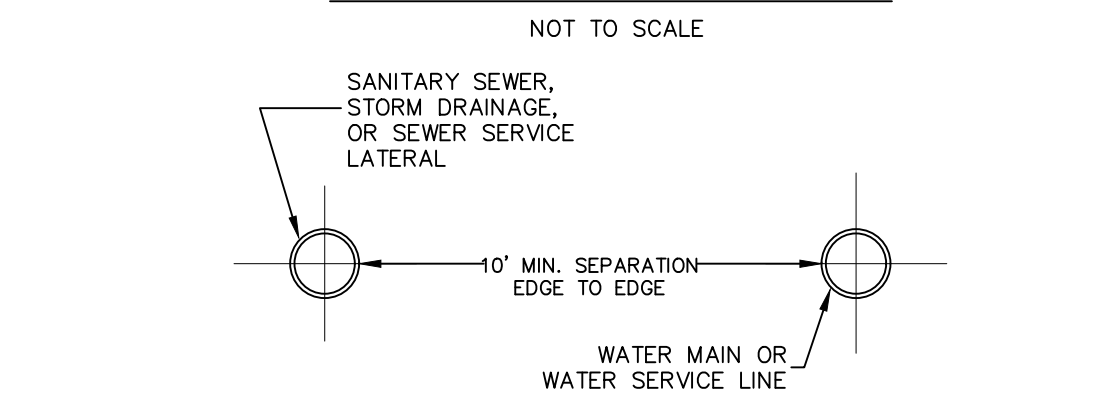 NOT TO SCALE
SANITARY SEWER,
STORM DRAINAGE,
OR SEWER SERVICE
LATERAL
10' MIN. SEPARATION
EDGE TO EDGE
WATER MAIN OR
WATER SERVICE LINE